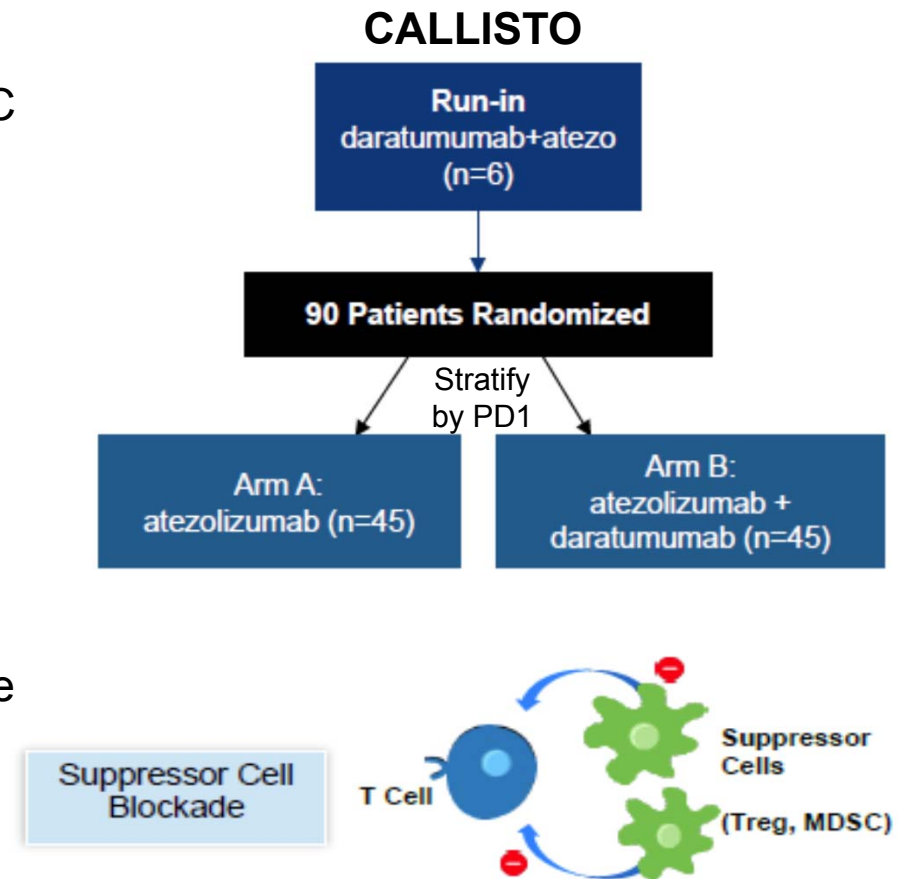 CALLISTO
C
Run-in
daratumumab+atezo
(n=6)
90 Patients Randomized
Stratify
by PD1
Arm A:
atezolizumab (n=45)
Arm B:
atezolizumab +
daratumumab (n=45)
e
Suppressor Cell
Blockade
T Cell
Suppressor
Cells
(Treg, MDSC)